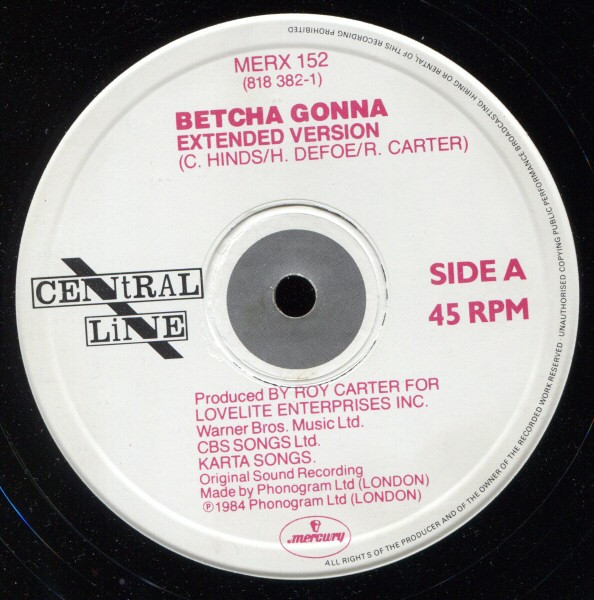 MERX 152
(818 382-1)
BETCHA GONNA
EXTENDED VERSION
(C. HINDS/H. DEFOE/R. CARTER)
CENtRAL
LiNE
SIDE A
45 RPM
Produced BY ROY CARTER FOR
LOVELITE ENTERPRISES INC.
Warner Bros. Music Ltd.
CBS SONGS Ltd.
KARTA SONGS.
Original Sound Recording
Made by Phonogram Ltd (LONDON)
℗ 1984 Phonogram Ltd (LONDON)
mercury
ALL RIGHTS OF THE PRODUCER AND OF THE OWNER OF THE RECORDED WORK RESERVED · UNAUTHORISED COPYING PUBLIC PERFORMANCE BROADCASTING, HIRING OR RENTAL OF THIS RECORDING PROHIBITED